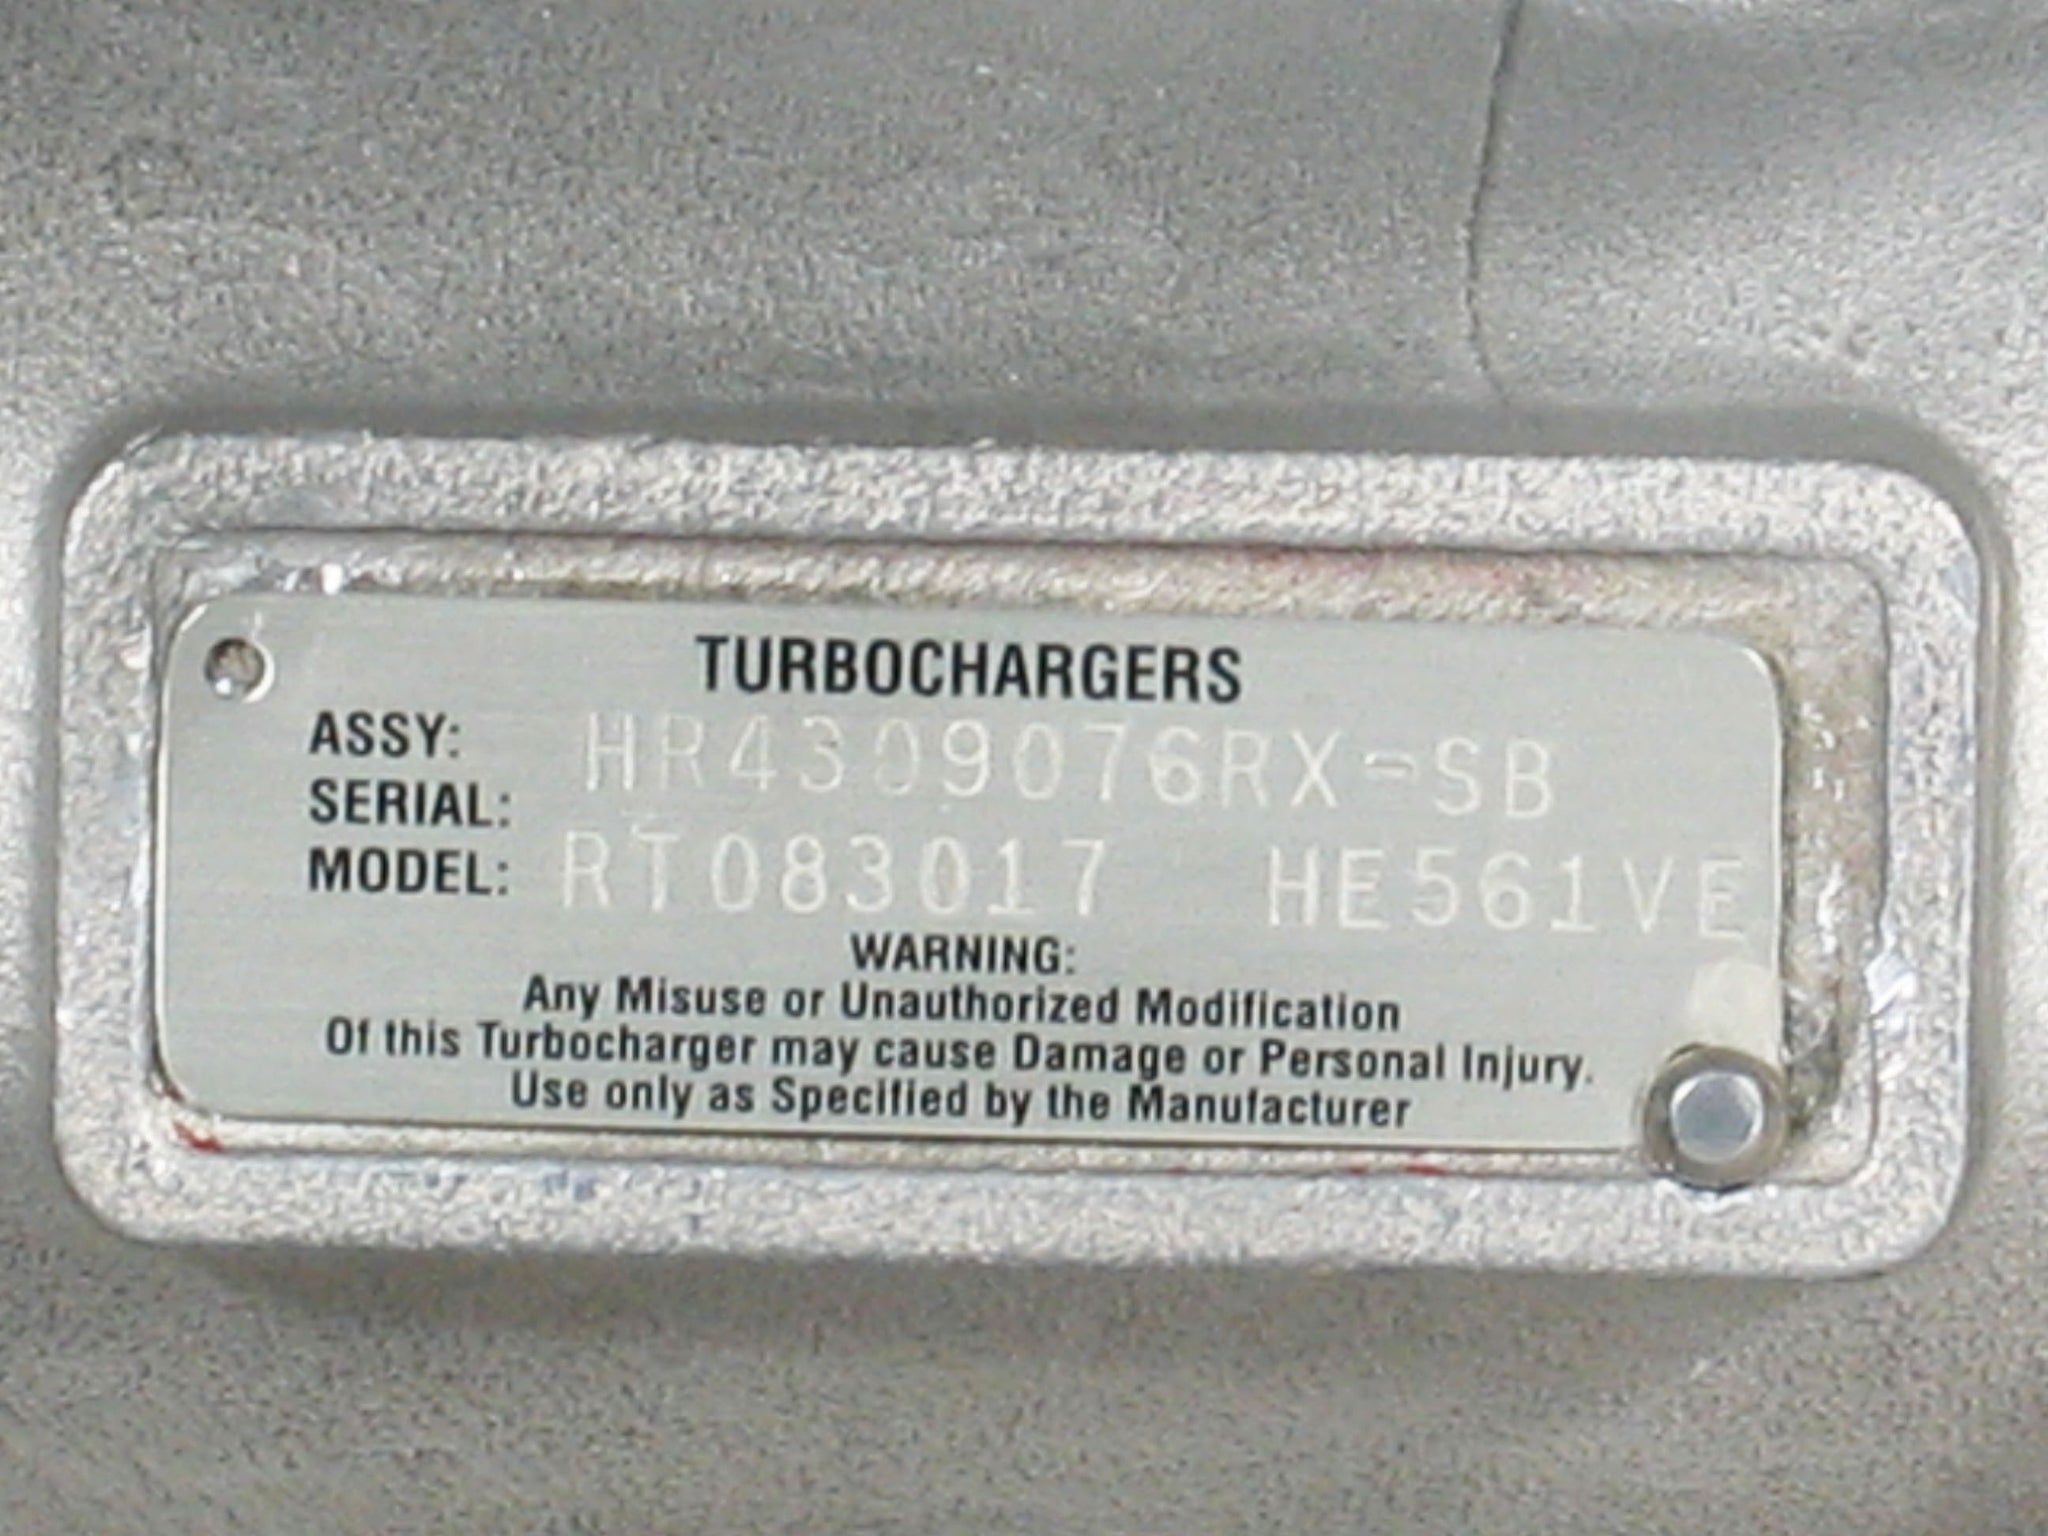 TURBOCHARGERS
ASSY: HR4309076RX-SB
SERIAL:
MODEL: RT083017 HE561VE
WARNING:
Any Misuse or Unauthorized Modification
Of this Turbocharger may cause Damage or Personal Injury.
Use only as Specified by the Manufacturer